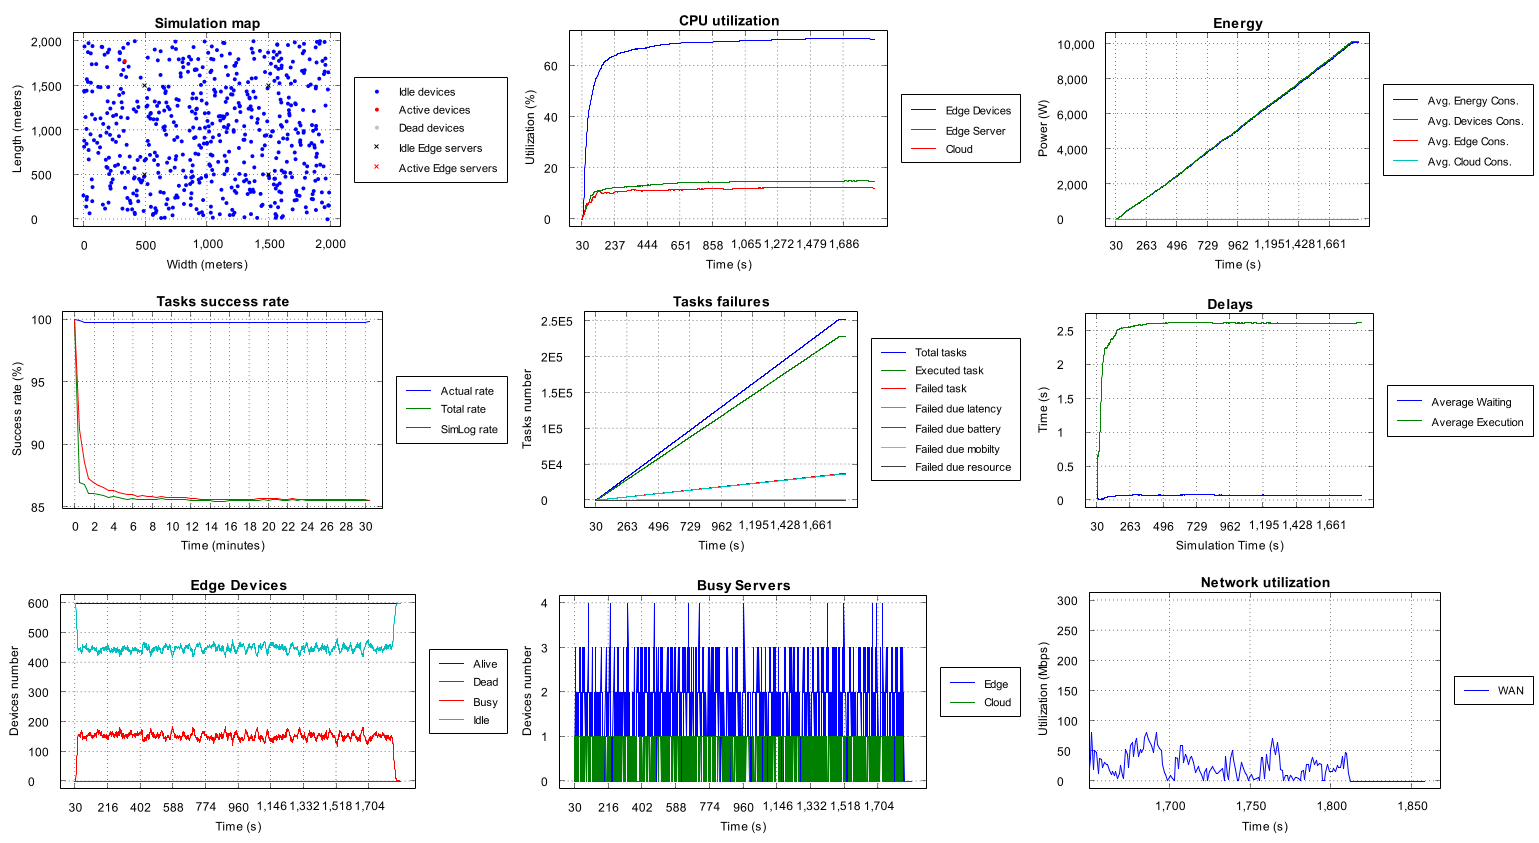 Simulation map
Length (meters)
2,000
1,500
1,000
500
0
0 500 1,000 1,500 2,000
Width (meters)
Idle devices
Active devices
Dead devices
Idle Edge servers
Active Edge servers
CPU utilization
Utilization (%)
60
40
20
0
30 237 444 651 858 1,065 1,272 1,479 1,686
Time (s)
Edge Devices
Edge Server
Cloud
Energy
Power (W)
10,000
8,000
6,000
4,000
2,000
0
30 263 496 729 962 1,195 1,428 1,661
Time (s)
Avg. Energy Cons.
Avg. Devices Cons.
Avg. Edge Cons.
Avg. Cloud Cons.
Tasks success rate
Success rate (%)
100
95
90
85
0 2 4 6 8 10 12 14 16 18 20 22 24 26 28 30
Time (minutes)
Actual rate
Total rate
SimLog rate
Tasks failures
Tasks number
2.5E5
2E5
1.5E5
1E5
5E4
0
30 263 496 729 962 1,195 1,428 1,661
Time (s)
Total tasks
Executed task
Failed task
Failed due latency
Failed due battery
Failed due mobilty
Failed due resource
Delays
Time (s)
2.5
2
1.5
1
0.5
0
30 263 496 729 962 1,195 1,428 1,661
Simulation Time (s)
Average Waiting
Average Execution
Edge Devices
Devices number
600
500
400
300
200
100
0
30 216 402 588 774 960 1,146 1,332 1,518 1,704
Time (s)
Alive
Dead
Busy
Idle
Busy Servers
Devices number
4
3
2
1
0
30 216 402 588 774 960 1,146 1,332 1,518 1,704
Time (s)
Edge
Cloud
Network utilization
Utilization (Mbps)
300
250
200
150
100
50
0
1,700 1,750 1,800 1,850
Time (s)
WAN